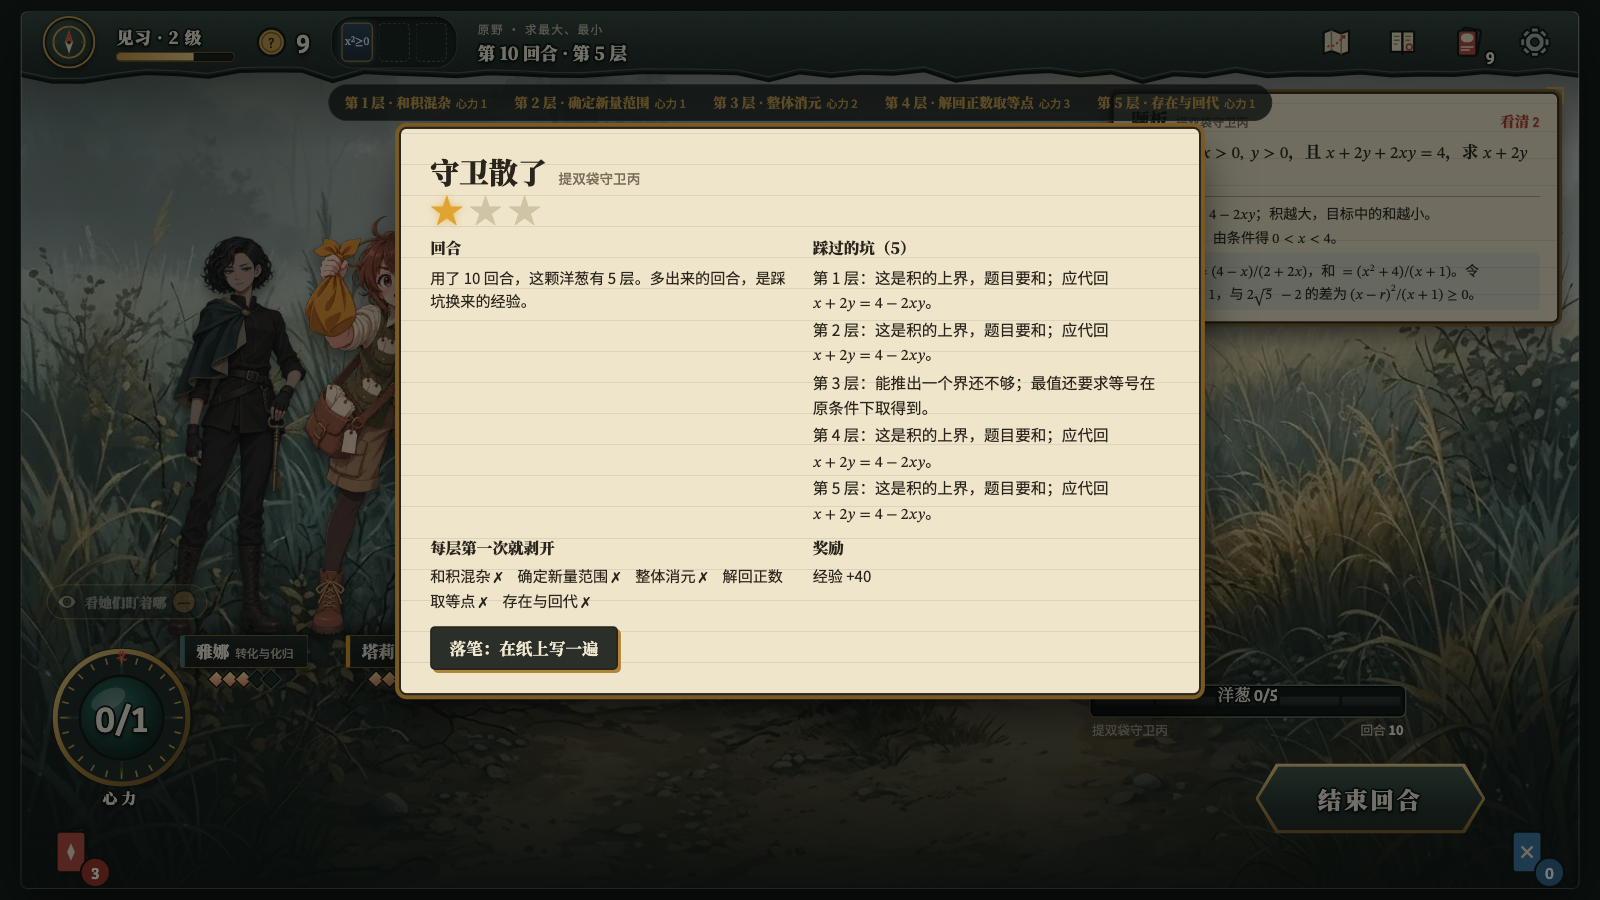 见习 · 2 级
9
x²≥0
原野 · 求最大、最小
第 10 回合 · 第 5 层
9
第 1 层 · 和积混杂 心力 1
第 2 层 · 确定新量范围 心力 1
第 3 层 · 整体消元 心力 2
第 4 层 · 解回正数取等点 心力 3
第 5 层 · 存在与回代 心力 1
提双袋守卫丙
看清 2
x > 0, y > 0，且 x + 2y + 2xy = 4，求 x + 2y
4 − 2xy；积越大，目标中的和越小。
由条件得 0 < x < 4。
= (4 − x)/(2 + 2x)，和 = (x² + 4)/(x + 1)。令
1，与 2√5 − 2 的差为 (x − r)²/(x + 1) ≥ 0。
守卫散了 提双袋守卫丙
回合
用了 10 回合，这颗洋葱有 5 层。多出来的回合，是踩
坑换来的经验。
踩过的坑（5）
第 1 层：这是积的上界，题目要和；应代回
x + 2y = 4 − 2xy。
第 2 层：这是积的上界，题目要和；应代回
x + 2y = 4 − 2xy。
第 3 层：能推出一个界还不够；最值还要求等号在
原条件下取得到。
第 4 层：这是积的上界，题目要和；应代回
x + 2y = 4 − 2xy。
第 5 层：这是积的上界，题目要和；应代回
x + 2y = 4 − 2xy。
每层第一次就剥开
和积混杂✗ 确定新量范围✗ 整体消元✗ 解回正数
取等点✗ 存在与回代✗
奖励
经验 +40
落笔：在纸上写一遍
看她们盯着哪
雅娜 转化与化归
塔莉
0/1
心力
3
洋葱 0/5
提双袋守卫丙
回合 10
结束回合
0